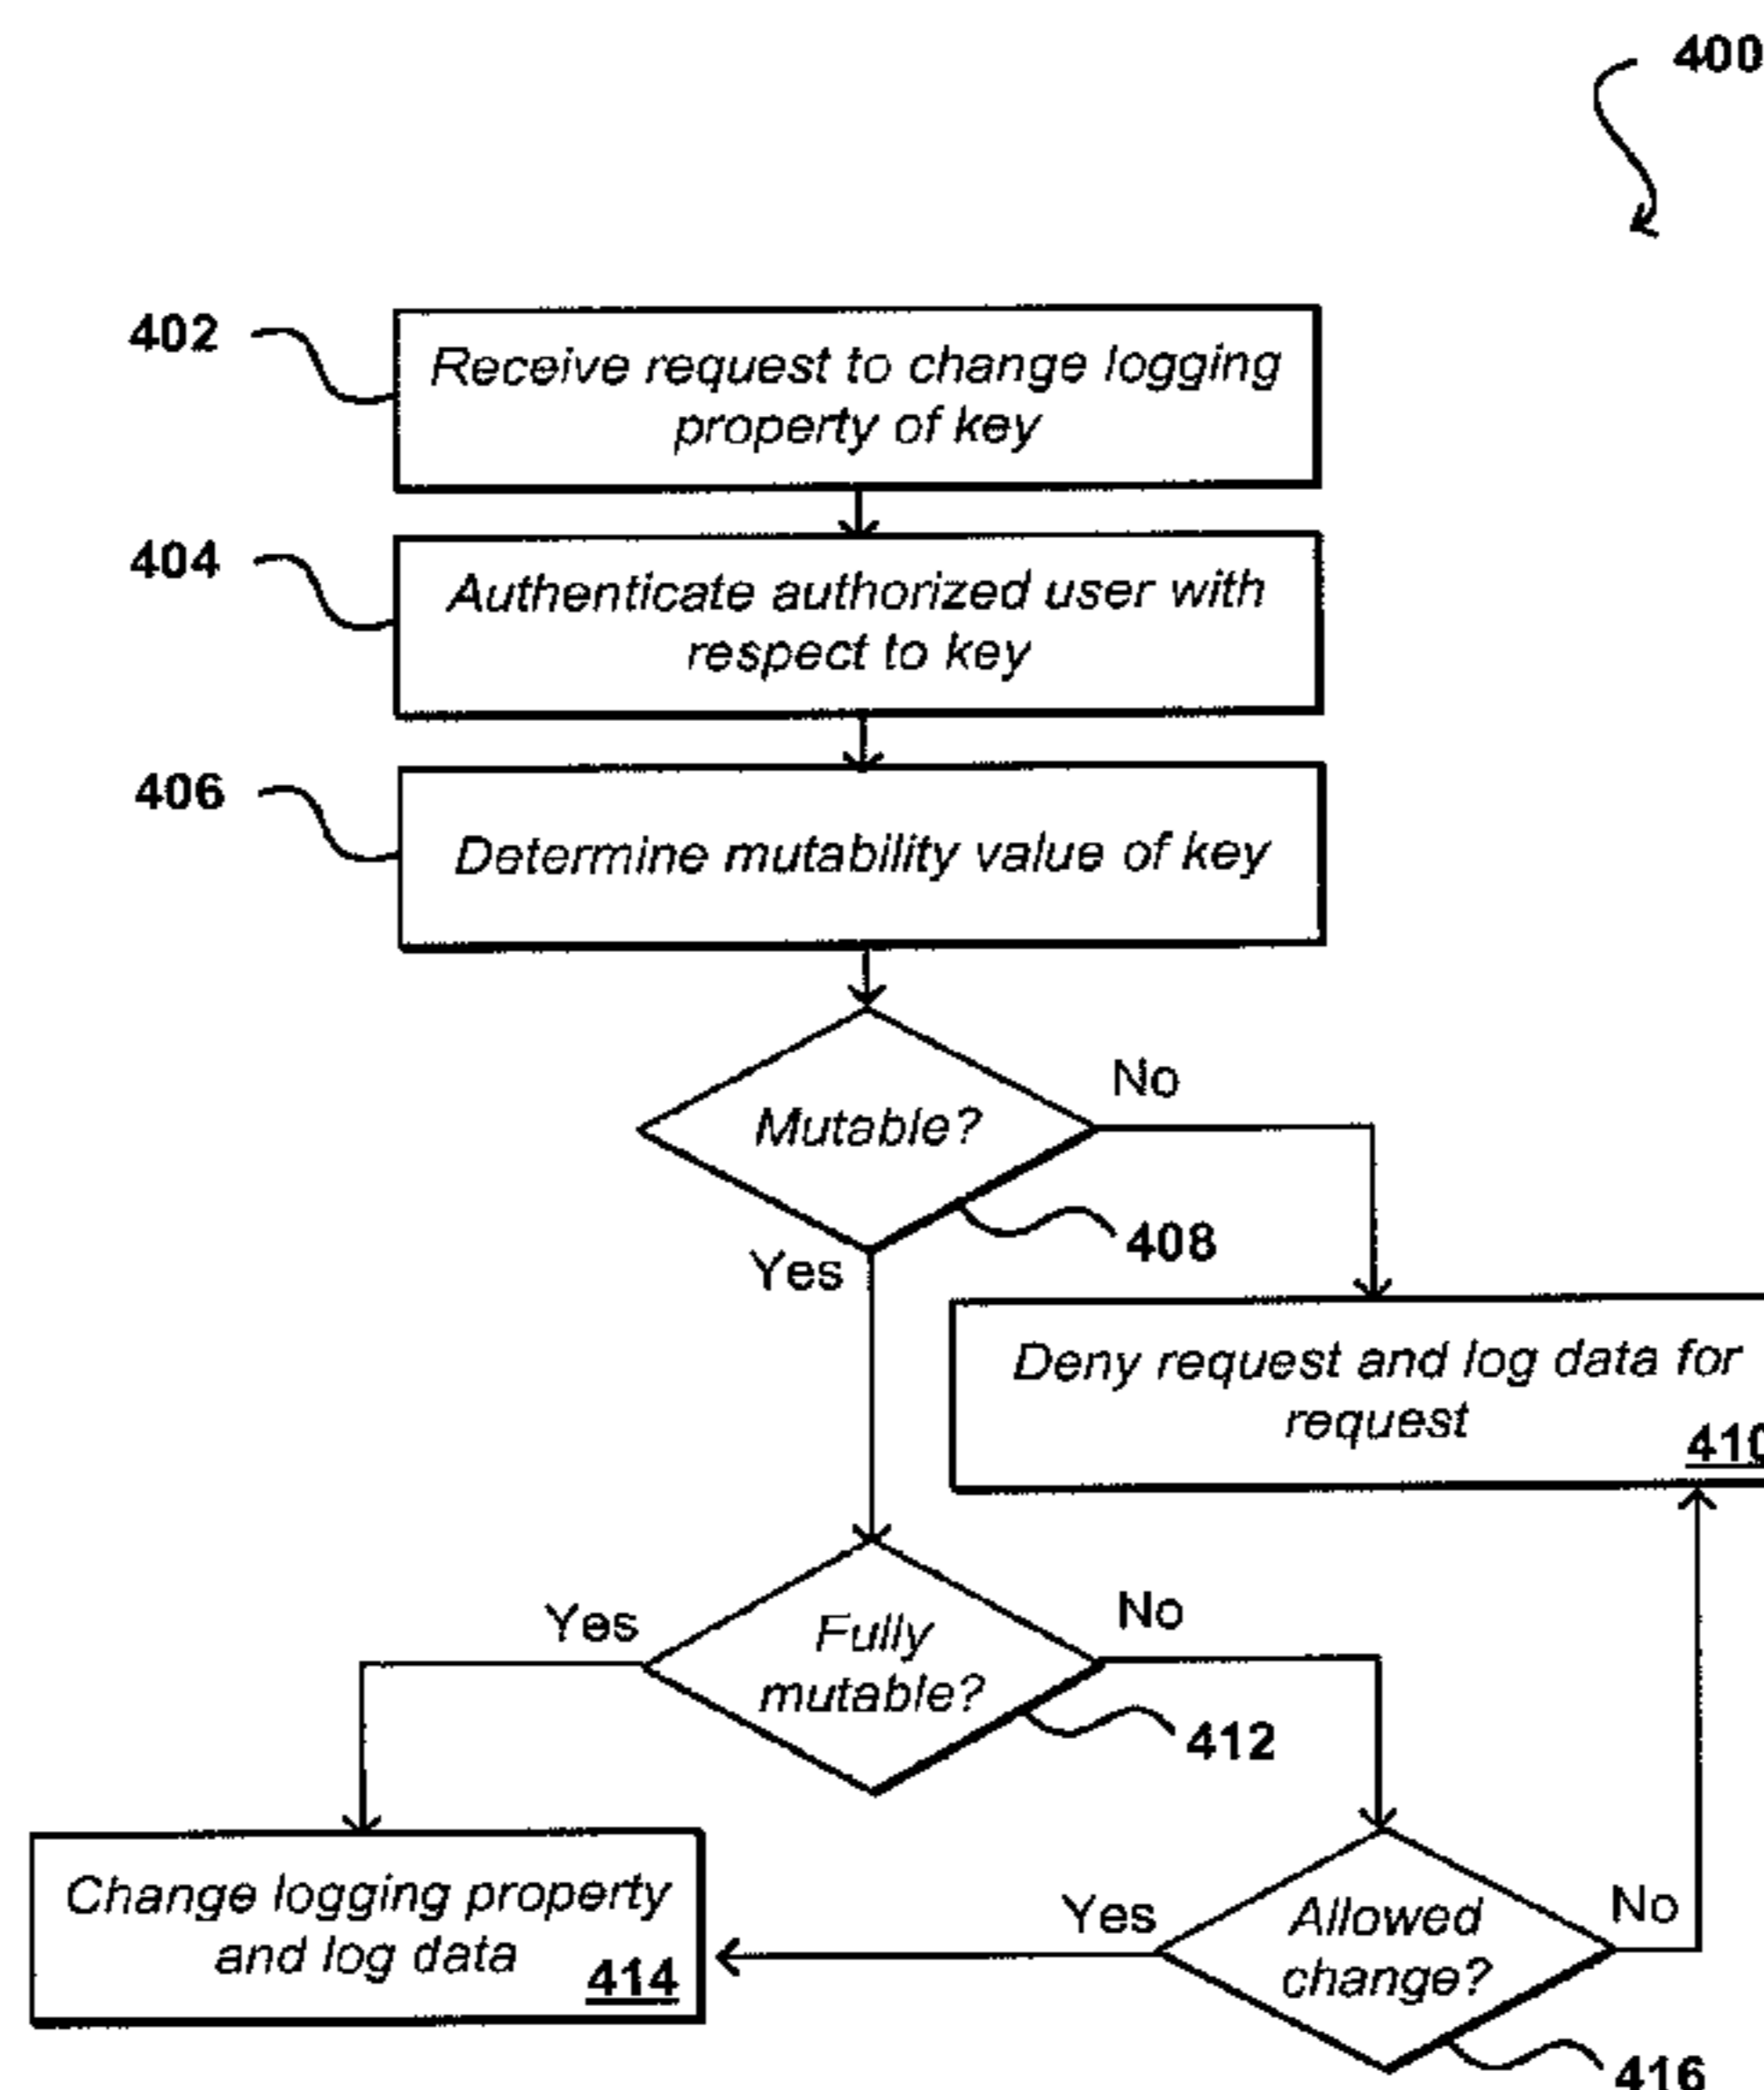 400
402
Receive request to change logging
property of key
404
Authenticate authorized user with
respect to key
406
Determine mutability value of key
Mutable?
No
408
Yes
Deny request and log data for
request
410
Yes
Fully
mutable?
No
412
Change logging property
and log data
414
Yes
Allowed
change?
No
416